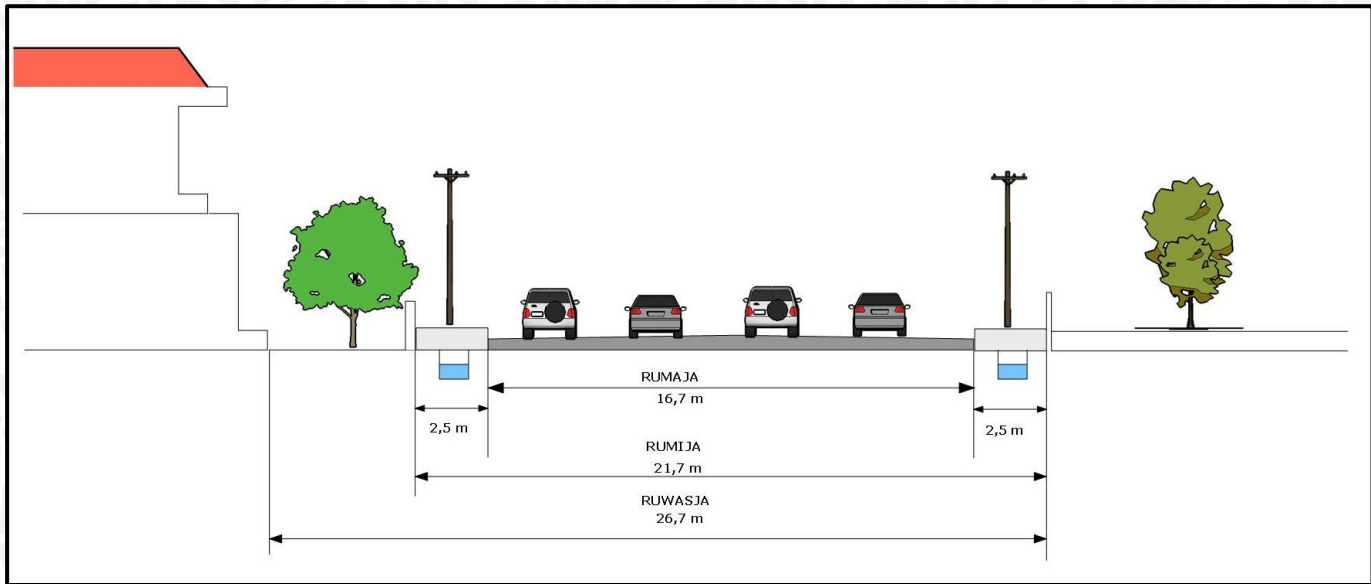 RUMAJA
16,7 m
2,5 m
2,5 m
RUMIJA
21,7 m
RUWASJA
26,7 m